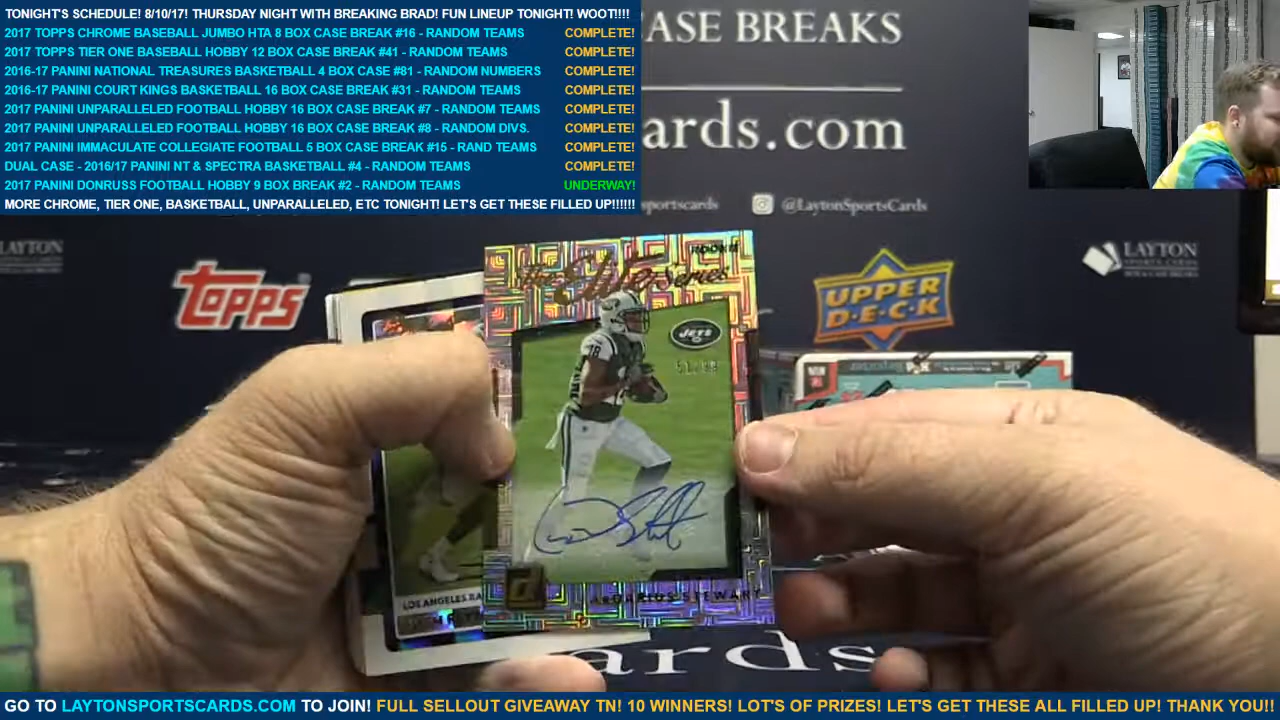 TONIGHT'S SCHEDULE! 8/10/17! THURSDAY NIGHT WITH BREAKING BRAD! FUN LINEUP TONIGHT! WOOT!!!!
2017 TOPPS CHROME BASEBALL JUMBO HTA 8 BOX CASE BREAK #16 - RANDOM TEAMS COMPLETE!
2017 TOPPS TIER ONE BASEBALL HOBBY 12 BOX CASE BREAK #41 - RANDOM TEAMS COMPLETE!
2016-17 PANINI NATIONAL TREASURES BASKETBALL 4 BOX CASE #81 - RANDOM NUMBERS COMPLETE!
2016-17 PANINI COURT KINGS BASKETBALL 16 BOX CASE BREAK #31 - RANDOM TEAMS COMPLETE!
2017 PANINI UNPARALLELED FOOTBALL HOBBY 16 BOX CASE BREAK #7 - RANDOM TEAMS COMPLETE!
2017 PANINI UNPARALLELED FOOTBALL HOBBY 16 BOX CASE BREAK #8 - RANDOM DIVS. COMPLETE!
2017 PANINI IMMACULATE COLLEGIATE FOOTBALL 5 BOX CASE BREAK #15 - RAND TEAMS COMPLETE!
DUAL CASE - 2016/17 PANINI NT & SPECTRA BASKETBALL #4 - RANDOM TEAMS COMPLETE!
2017 PANINI DONRUSS FOOTBALL HOBBY 9 BOX BREAK #2 - RANDOM TEAMS UNDERWAY!
MORE CHROME, TIER ONE, BASKETBALL, UNPARALLELED, ETC TONIGHT! LET'S GET THESE FILLED UP!!!!!!
ASE BREAKS
ards.com
sportscards @LaytonSportsCards
LAYTON
LAYTON
TOPPS
UPPER
D·E·C·K
ROOKIE
The Elite Series
JETS
51/99
18
LOS ANGELES RA
ARDARIUS STEWART
ards
GO TO LAYTONSPORTSCARDS.COM TO JOIN! FULL SELLOUT GIVEAWAY TN! 10 WINNERS! LOT'S OF PRIZES! LET'S GET THESE ALL FILLED UP! THANK YOU!!